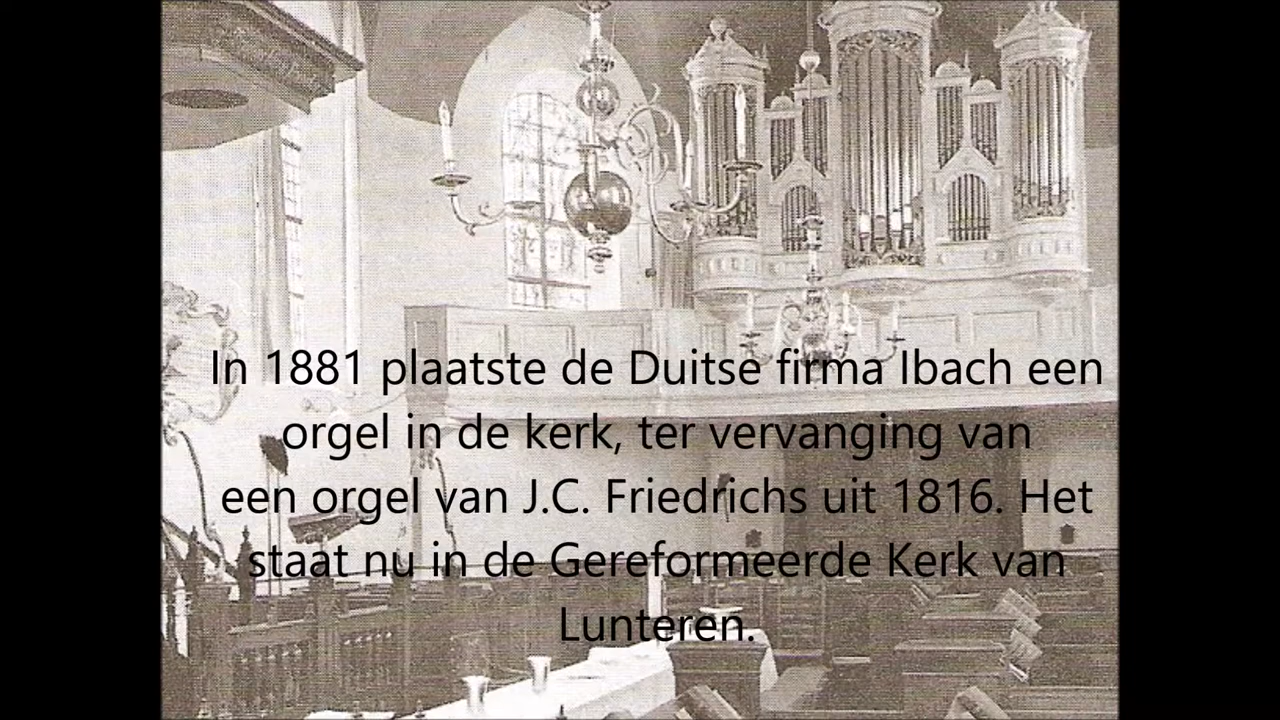 In 1881 plaatste de Duitse firma Ibach een
orgel in de kerk, ter vervanging van
een orgel van J.C. Friedrichs uit 1816. Het
staat nu in de Gereformeerde Kerk van
Lunteren.